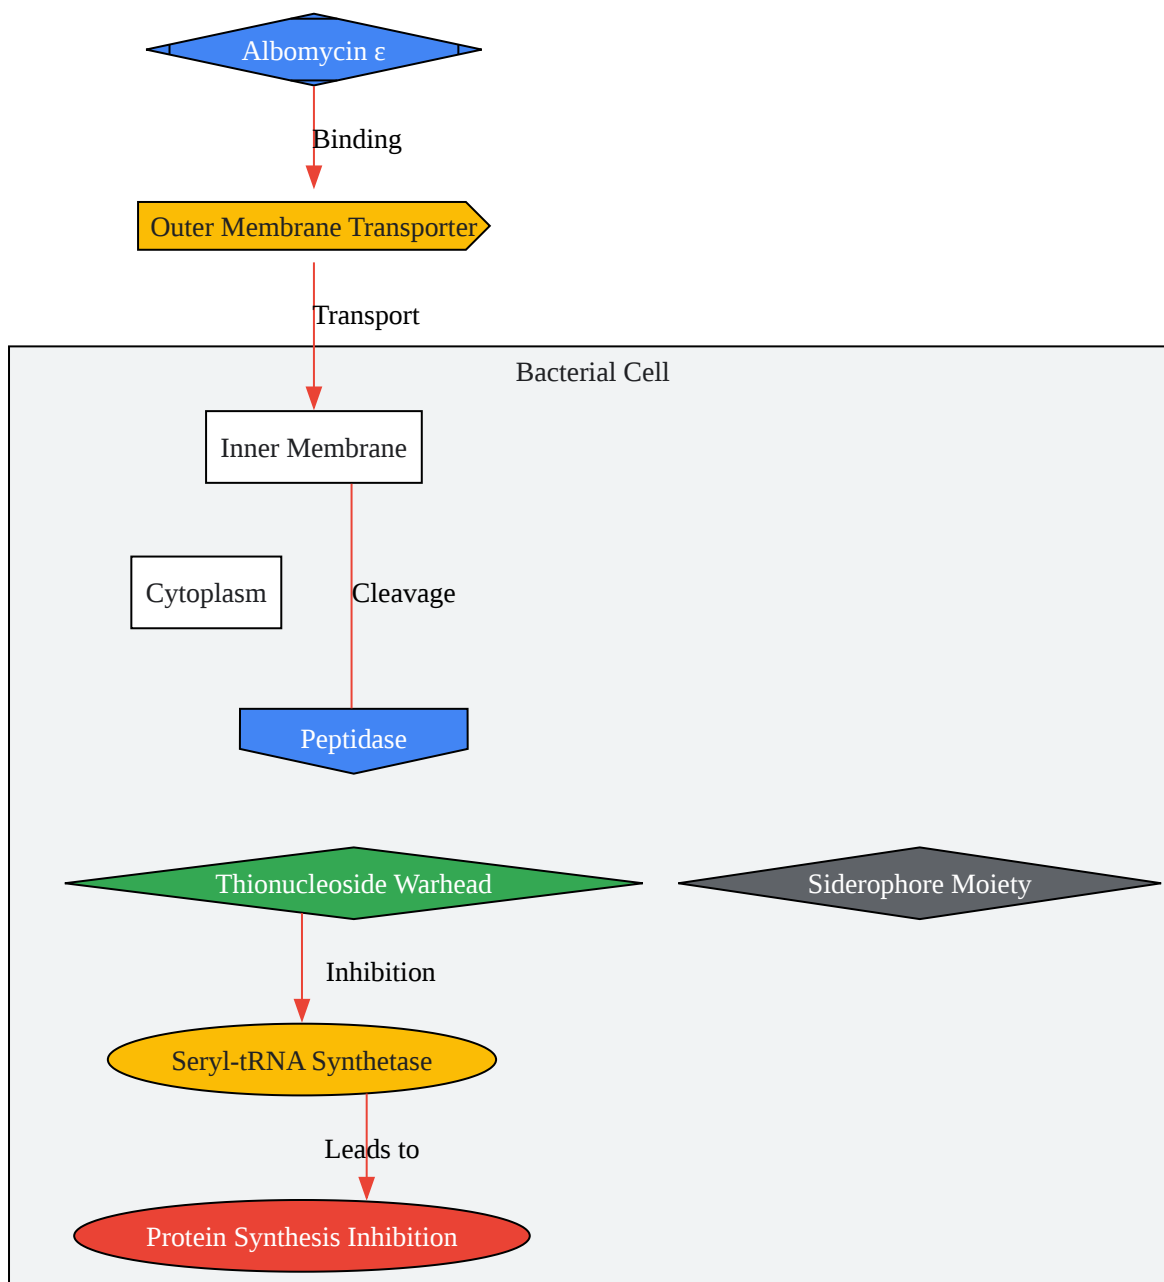 Albomycin ε
Binding
Outer Membrane Transporter
Transport
Bacterial Cell
Inner Membrane
Cytoplasm
Cleavage
Peptidase
Thionucleoside Warhead
Siderophore Moiety
Inhibition
Seryl-tRNA Synthetase
Leads to
Protein Synthesis Inhibition